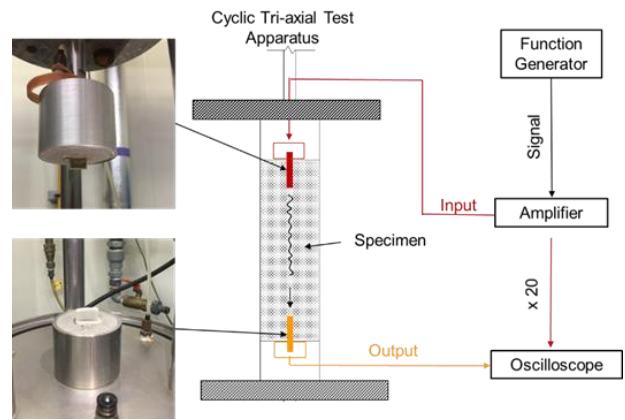 Cyclic Tri-axial Test
Apparatus
Function
Generator
Signal
Input
Amplifier
Specimen
x 20
Output
Oscilloscope